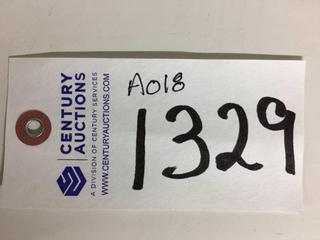 CENTURY
AUCTIONS
A DIVISION OF CENTURY SERVICES
WWW.CENTURYAUCTIONS.COM
A018
1329